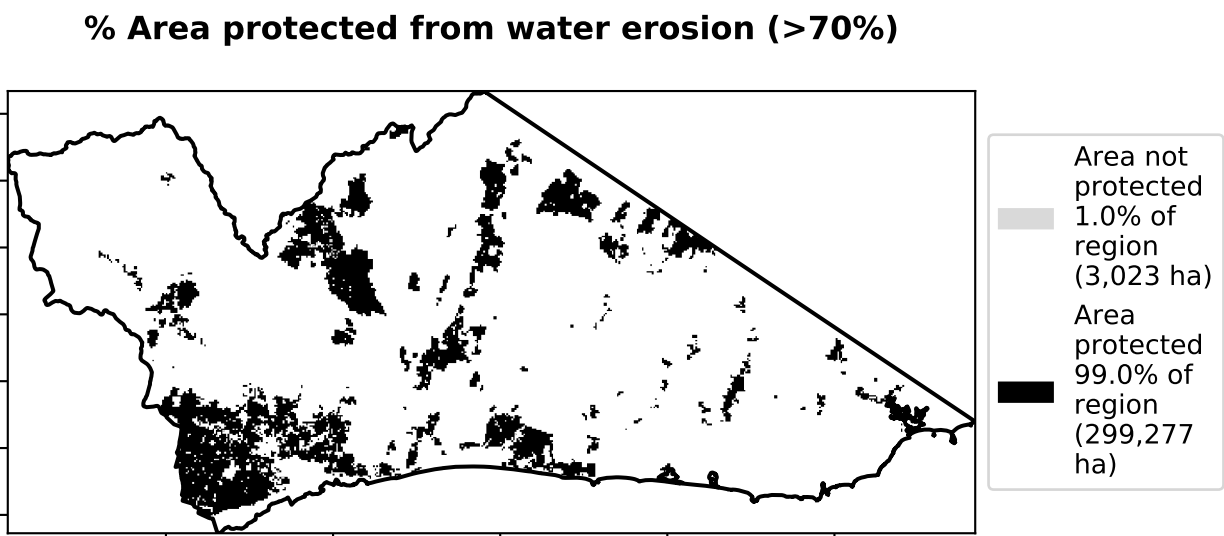 % Area protected from water erosion (>70%)
Area not
protected
1.0% of
region
(3,023 ha)
Area
protected
99.0% of
region
(299,277
ha)